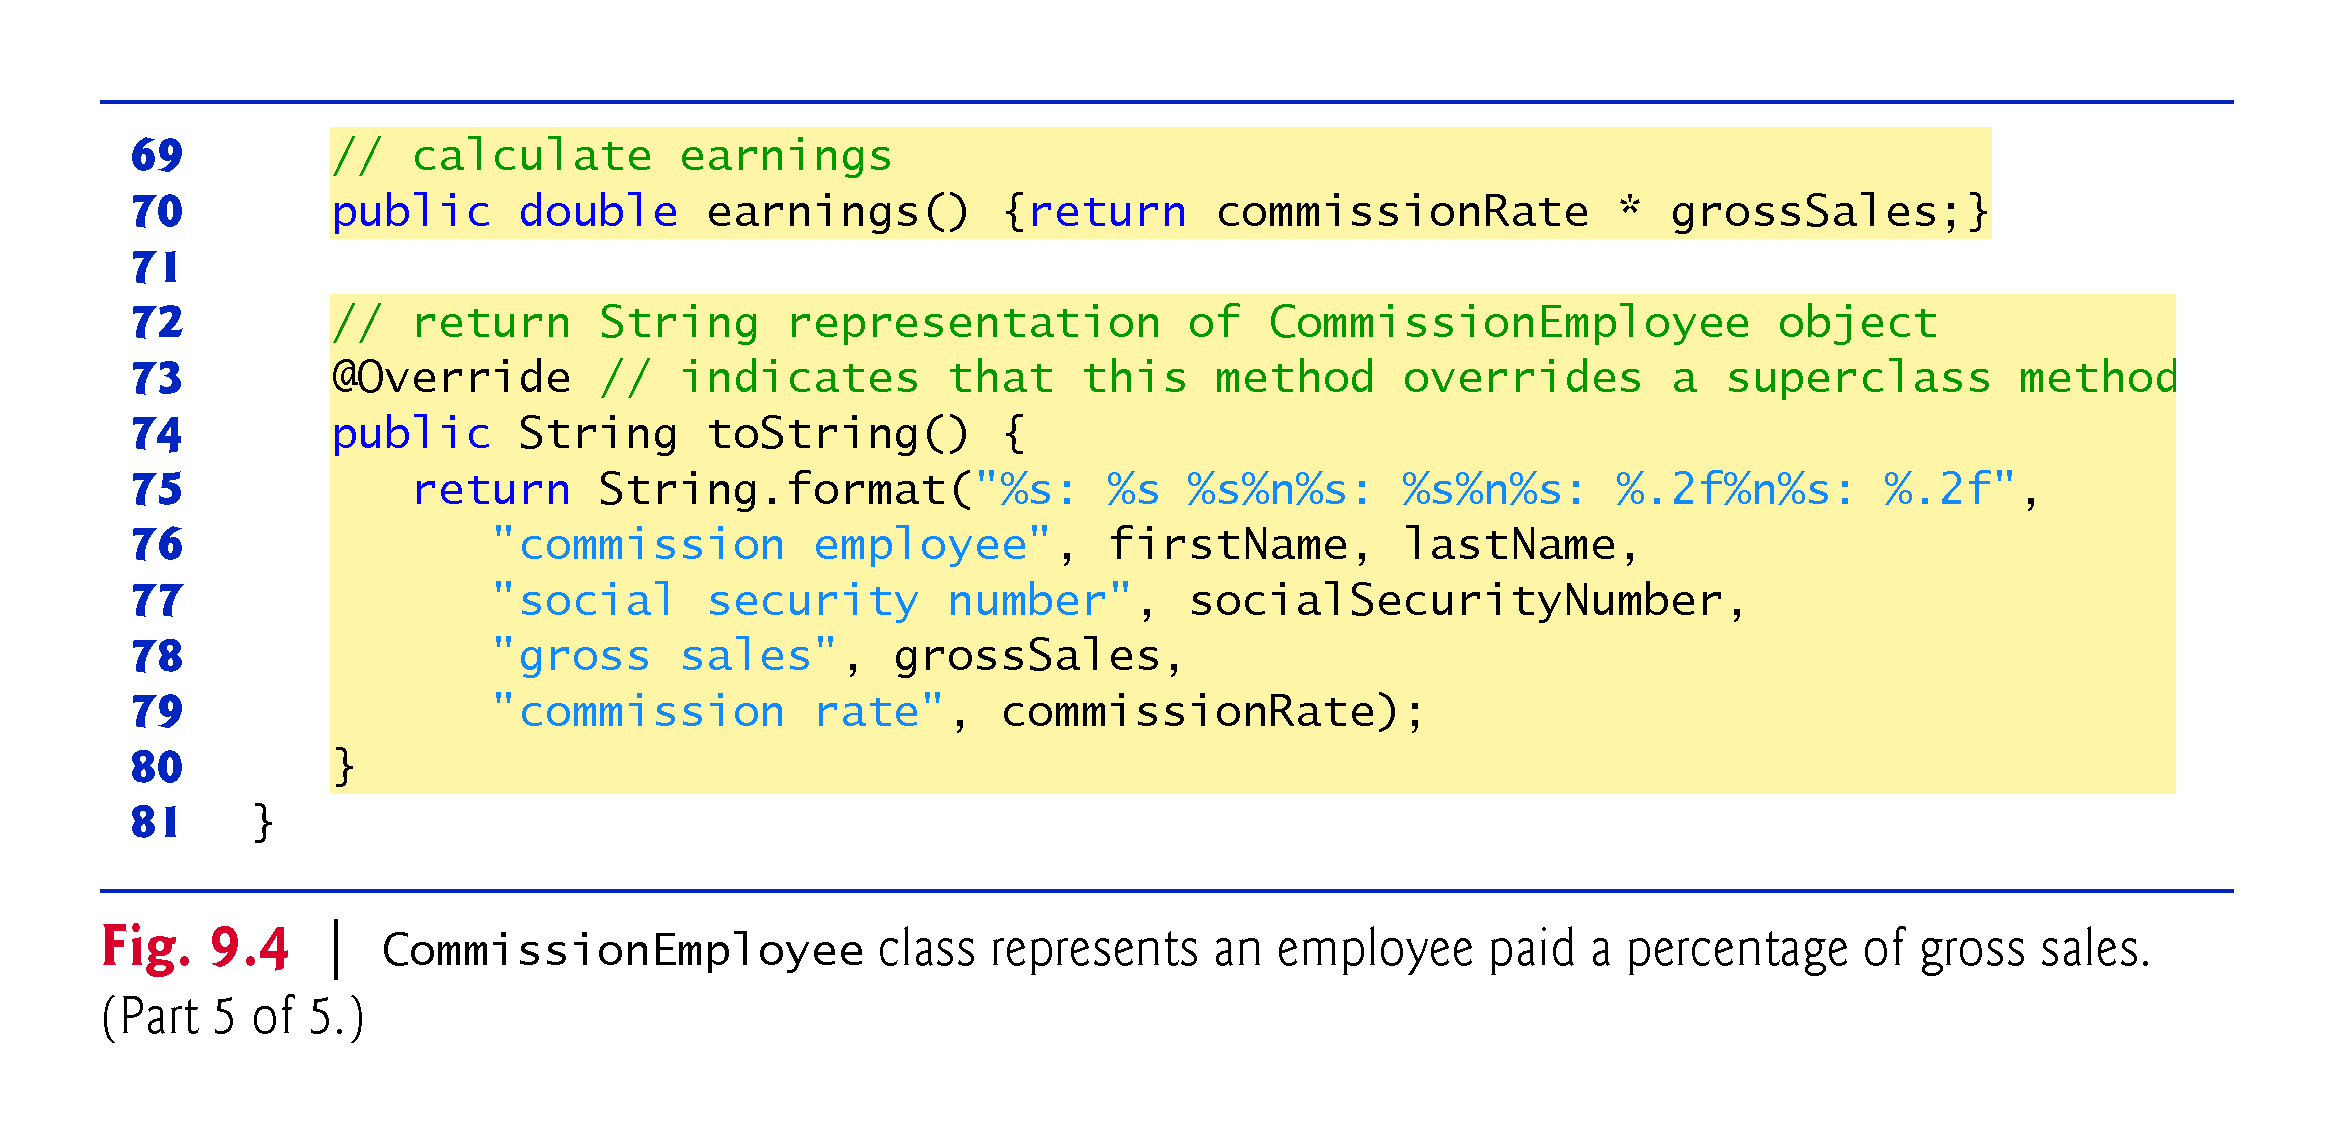 69 // calculate earnings
70 public double earnings() {return commissionRate * grossSales;}
71
72 // return String representation of CommissionEmployee object
73 @Override // indicates that this method overrides a superclass method
74 public String toString() {
75 return String.format("%s: %s %s%n%s: %s%n%s: %.2f%n%s: %.2f",
76 "commission employee", firstName, lastName,
77 "social security number", socialSecurityNumber,
78 "gross sales", grossSales,
79 "commission rate", commissionRate);
80 }
81 }
Fig. 9.4 | CommissionEmployee class represents an employee paid a percentage of gross sales.
(Part 5 of 5.)